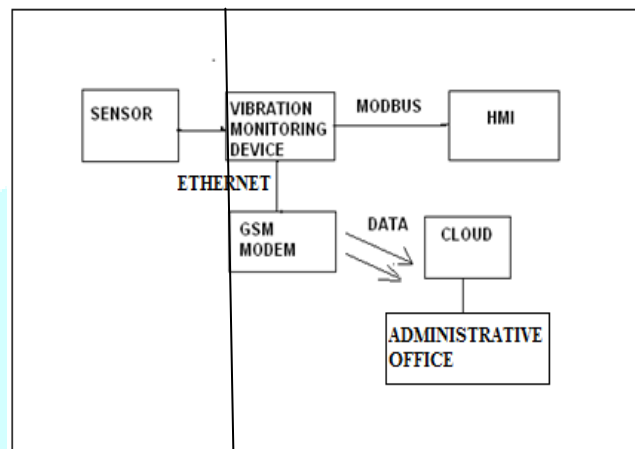 SENSOR
VIBRATION
MONITORING
DEVICE
MODBUS
HMI
ETHERNET
GSM
MODEM
DATA
CLOUD
ADMINISTRATIVE
OFFICE